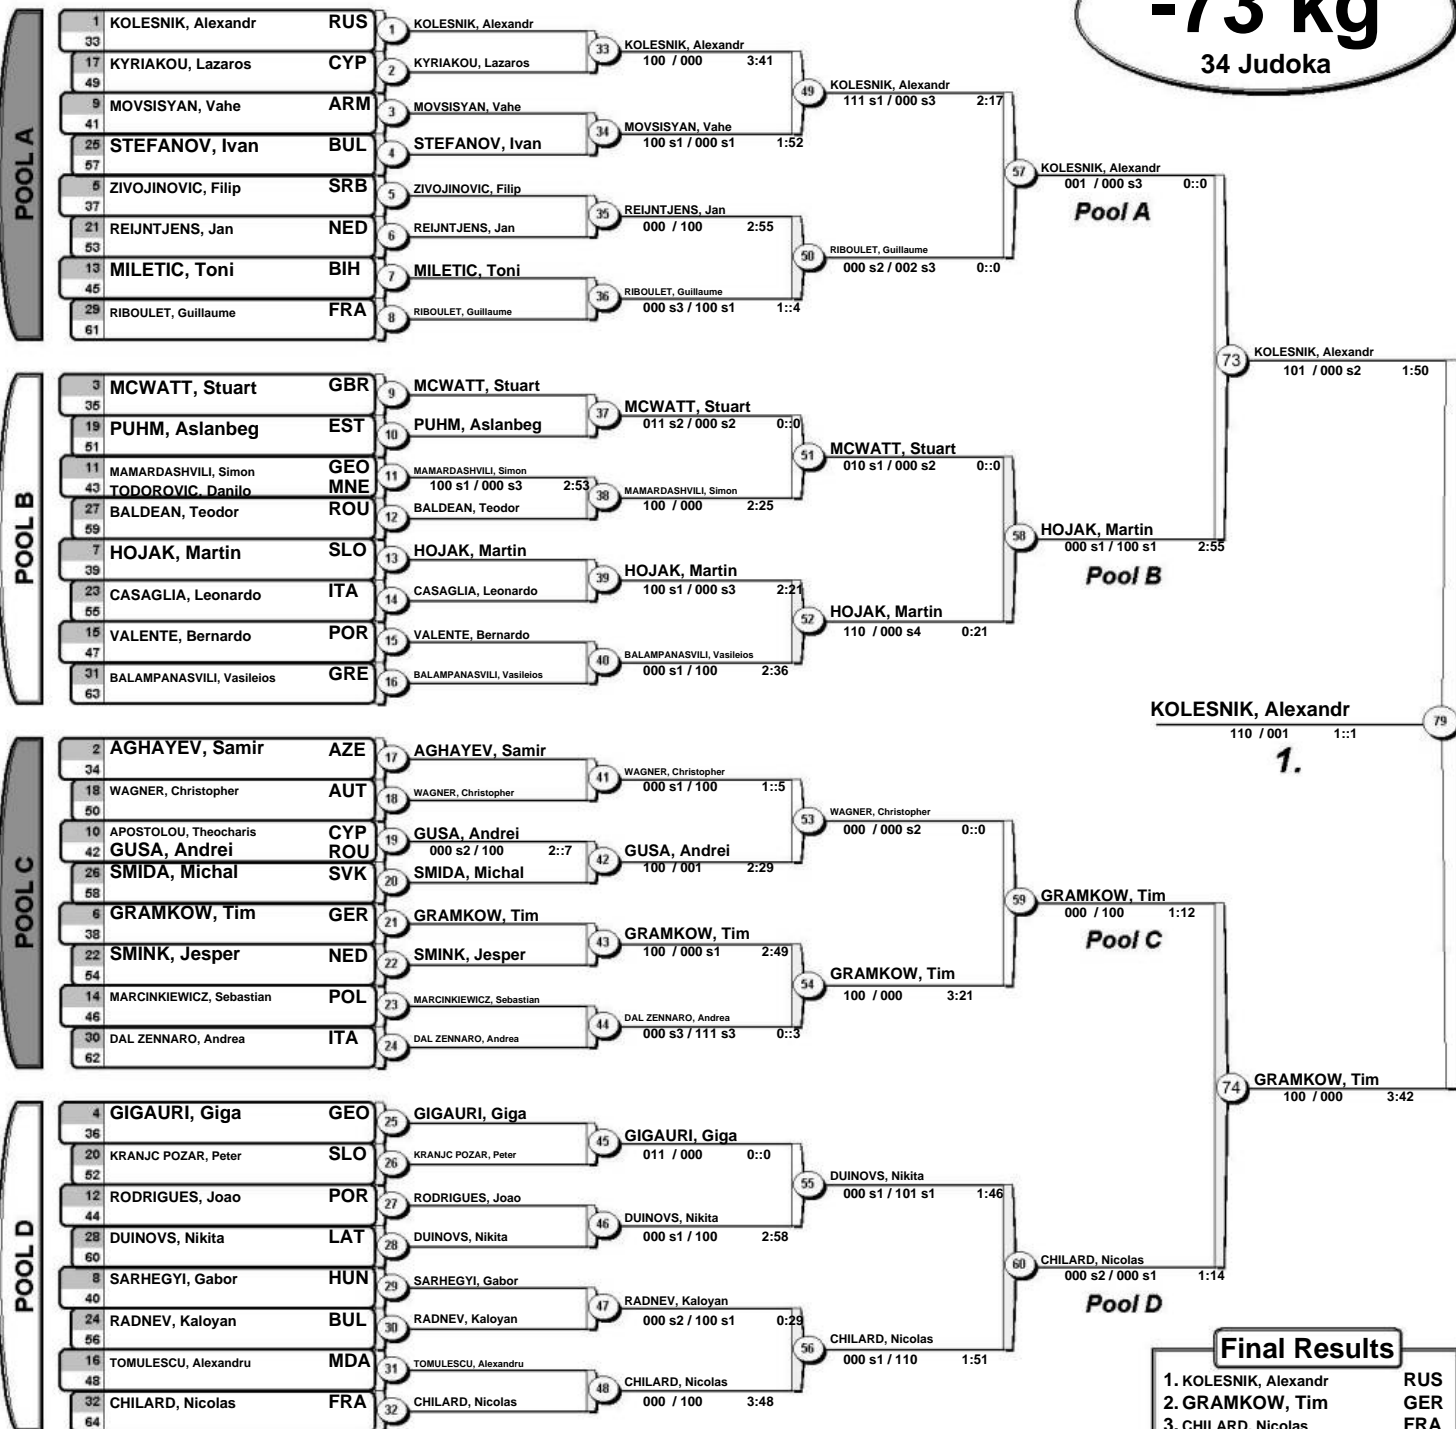 -73 kg
34 Judoka
POOL A
1 KOLESNIK, Alexandr RUS
33
17 KYRIAKOU, Lazaros CYP
49
9 MOVSISYAN, Vahe ARM
41
25 STEFANOV, Ivan BUL
57
5 ZIVOJINOVIC, Filip SRB
37
21 REIJNTJENS, Jan NED
53
13 MILETIC, Toni BIH
45
29 RIBOULET, Guillaume FRA
61
1 KOLESNIK, Alexandr
2 KYRIAKOU, Lazaros
3 MOVSISYAN, Vahe
4 STEFANOV, Ivan
5 ZIVOJINOVIC, Filip
6 REIJNTJENS, Jan
7 MILETIC, Toni
8 RIBOULET, Guillaume
33 KOLESNIK, Alexandr
100 / 000 3:41
34 MOVSISYAN, Vahe
100 s1 / 000 s1 1:52
35 REIJNTJENS, Jan
000 / 100 2:55
36 RIBOULET, Guillaume
000 s3 / 100 s1 1::4
49 KOLESNIK, Alexandr
111 s1 / 000 s3 2:17
50 RIBOULET, Guillaume
000 s2 / 002 s3 0::0
57 KOLESNIK, Alexandr
001 / 000 s3 0::0
Pool A
POOL B
3 MCWATT, Stuart GBR
35
19 PUHM, Aslanbeg EST
51
11 MAMARDASHVILI, Simon GEO
43 TODOROVIC, Danilo MNE
27 BALDEAN, Teodor ROU
59
7 HOJAK, Martin SLO
39
23 CASAGLIA, Leonardo ITA
55
15 VALENTE, Bernardo POR
47
31 BALAMPANASVILI, Vasileios GRE
63
9 MCWATT, Stuart
10 PUHM, Aslanbeg
11 MAMARDASHVILI, Simon
100 s1 / 000 s3 2:53
12 BALDEAN, Teodor
13 HOJAK, Martin
14 CASAGLIA, Leonardo
15 VALENTE, Bernardo
16 BALAMPANASVILI, Vasileios
37 MCWATT, Stuart
011 s2 / 000 s2 0::0
38 MAMARDASHVILI, Simon
100 / 000 2:25
39 HOJAK, Martin
100 s1 / 000 s3 2:21
40 BALAMPANASVILI, Vasileios
000 s1 / 100 2:36
51 MCWATT, Stuart
010 s1 / 000 s2 0::0
52 HOJAK, Martin
110 / 000 s4 0:21
58 HOJAK, Martin
000 s1 / 100 s1 2:55
Pool B
73 KOLESNIK, Alexandr
101 / 000 s2 1:50
KOLESNIK, Alexandr 79
110 / 001 1::1
1.
POOL C
2 AGHAYEV, Samir AZE
34
18 WAGNER, Christopher AUT
50
10 APOSTOLOU, Theocharis CYP
42 GUSA, Andrei ROU
26 SMIDA, Michal SVK
58
6 GRAMKOW, Tim GER
38
22 SMINK, Jesper NED
54
14 MARCINKIEWICZ, Sebastian POL
46
30 DAL ZENNARO, Andrea ITA
62
17 AGHAYEV, Samir
18 WAGNER, Christopher
19 GUSA, Andrei
000 s2 / 100 2::7
20 SMIDA, Michal
21 GRAMKOW, Tim
22 SMINK, Jesper
23 MARCINKIEWICZ, Sebastian
24 DAL ZENNARO, Andrea
41 WAGNER, Christopher
000 s1 / 100 1::5
42 GUSA, Andrei
100 / 001 2:29
43 GRAMKOW, Tim
100 / 000 s1 2:49
44 DAL ZENNARO, Andrea
000 s3 / 111 s3 0::3
53 WAGNER, Christopher
000 / 000 s2 0::0
54 GRAMKOW, Tim
100 / 000 3:21
59 GRAMKOW, Tim
000 / 100 1:12
Pool C
POOL D
4 GIGAURI, Giga GEO
36
20 KRANJC POZAR, Peter SLO
52
12 RODRIGUES, Joao POR
44
28 DUINOVS, Nikita LAT
60
8 SARHEGYI, Gabor HUN
40
24 RADNEV, Kaloyan BUL
56
16 TOMULESCU, Alexandru MDA
48
32 CHILARD, Nicolas FRA
64
25 GIGAURI, Giga
26 KRANJC POZAR, Peter
27 RODRIGUES, Joao
28 DUINOVS, Nikita
29 SARHEGYI, Gabor
30 RADNEV, Kaloyan
31 TOMULESCU, Alexandru
32 CHILARD, Nicolas
45 GIGAURI, Giga
011 / 000 0::0
46 DUINOVS, Nikita
000 s1 / 100 2:58
47 RADNEV, Kaloyan
000 s2 / 100 s1 0:29
48 CHILARD, Nicolas
000 / 100 3:48
55 DUINOVS, Nikita
000 s1 / 101 s1 1:46
56 CHILARD, Nicolas
000 s1 / 110 1:51
60 CHILARD, Nicolas
000 s2 / 000 s1 1:14
Pool D
74 GRAMKOW, Tim
100 / 000 3:42
Final Results
1. KOLESNIK, Alexandr RUS
2. GRAMKOW, Tim GER
3. CHILARD, Nicolas FRA